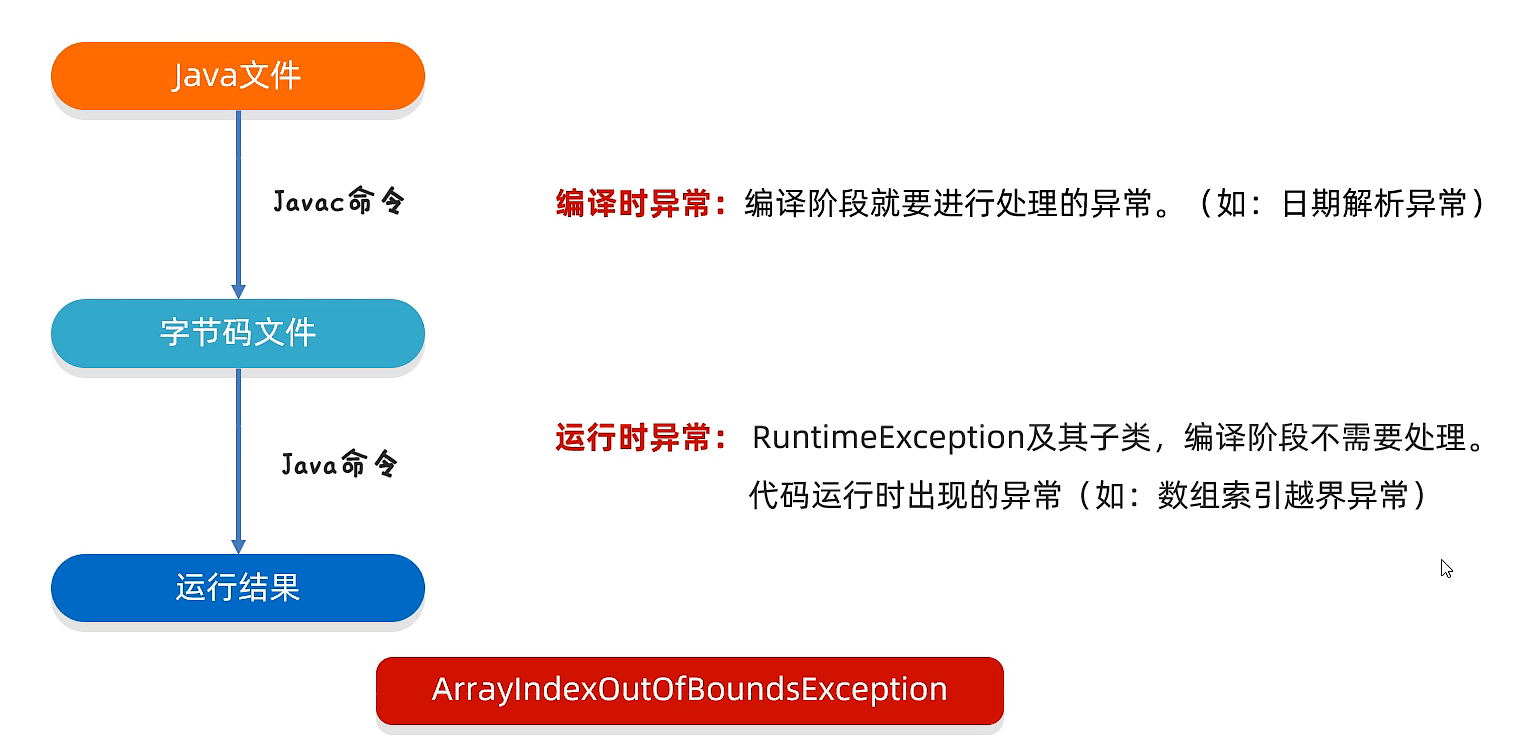 Java文件
Javac命令
编译时异常：编译阶段就要进行处理的异常。（如：日期解析异常）
字节码文件
Java命令
运行时异常： RuntimeException及其子类，编译阶段不需要处理。
代码运行时出现的异常（如：数组索引越界异常）
运行结果
ArrayIndexOutOfBoundsException